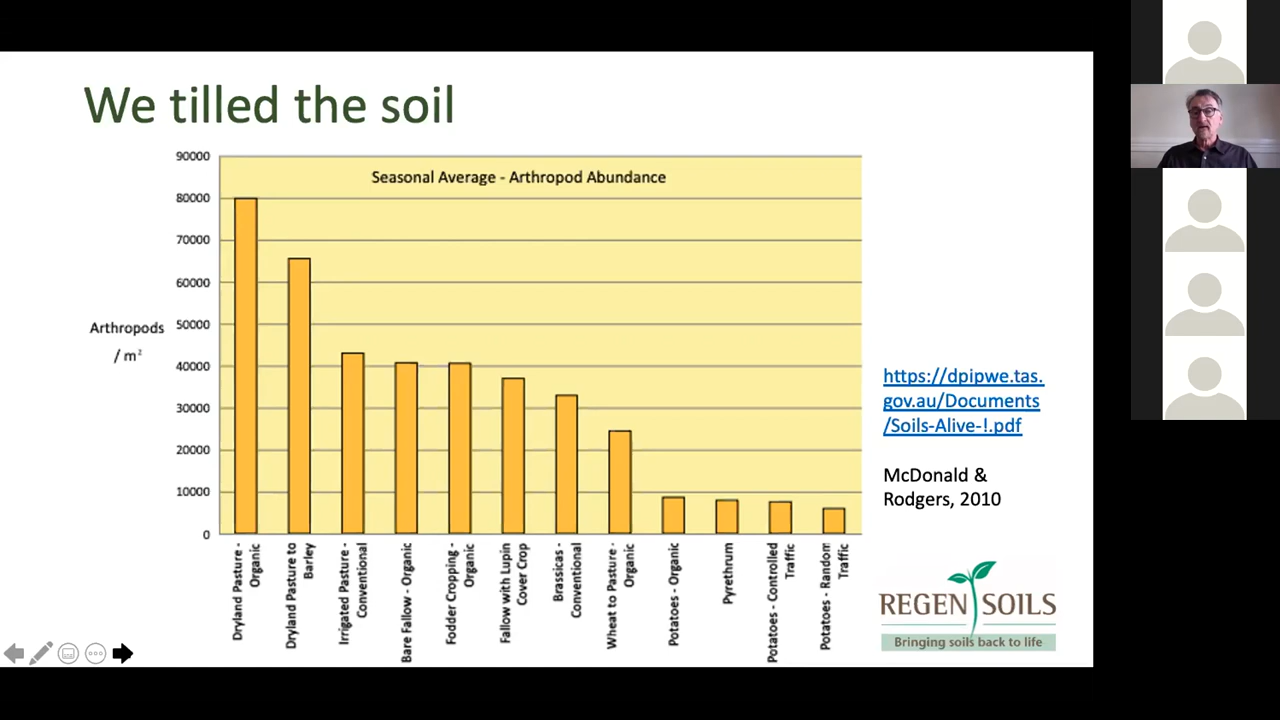 We tilled the soil
Seasonal Average - Arthropod Abundance
90000
80000
70000
60000
50000
40000
30000
20000
10000
0
Arthropods
/ m²
Dryland Pasture -
Organic
Dryland Pasture to
Barley
Irrigated Pasture -
Conventional
Bare Fallow - Organic
Fodder Cropping -
Organic
Fallow with Lupin
Cover Crop
Brassicas -
Conventional
Wheat to Pasture -
Organic
Potatoes - Organic
Pyrethrum
Potatoes - Controlled
Traffic
Potatoes - Random
Traffic
https://dpipwe.tas.
gov.au/Documents
/Soils-Alive-!.pdf
McDonald &
Rodgers, 2010
REGEN SOILS
Bringing soils back to life